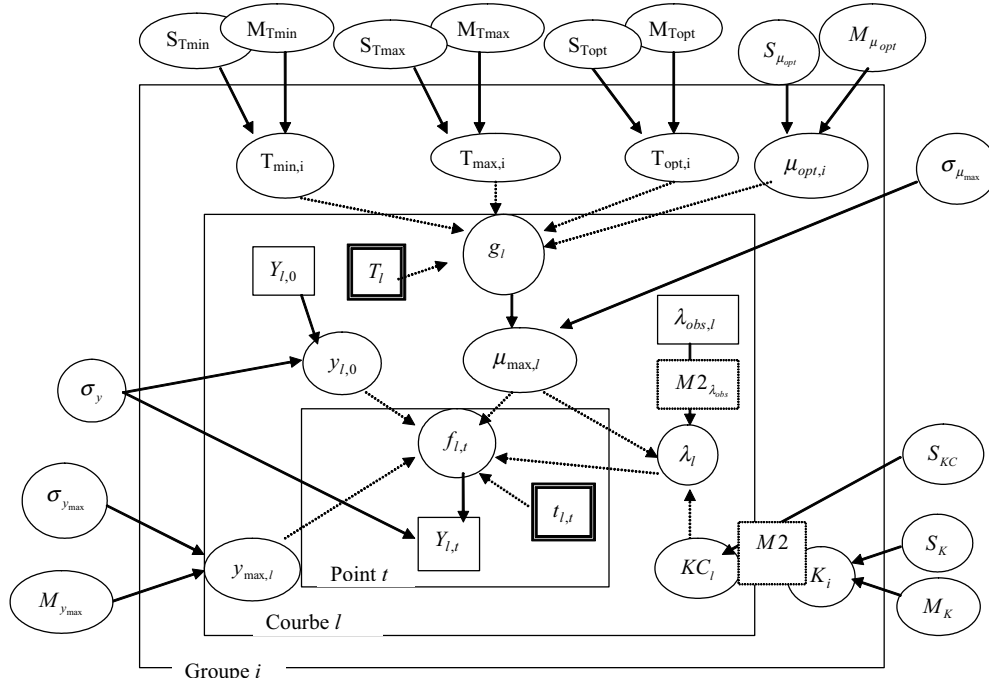 S_Tmin M_Tmin S_Tmax M_Tmax S_Topt M_Topt S_μopt M_μopt
T_min,i T_max,i T_opt,i μ_opt,i σ_μmax
g_l
Y_l,0 T_l
λ_obs,l
y_l,0 μ_max,l
M2_λobs
σ_y
f_l,t λ_l S_KC
σ_ymax
t_l,t
Y_l,t M2 S_K
y_max,l KC_l K_i
Point t
M_ymax M_K
Courbe l
Groupe i